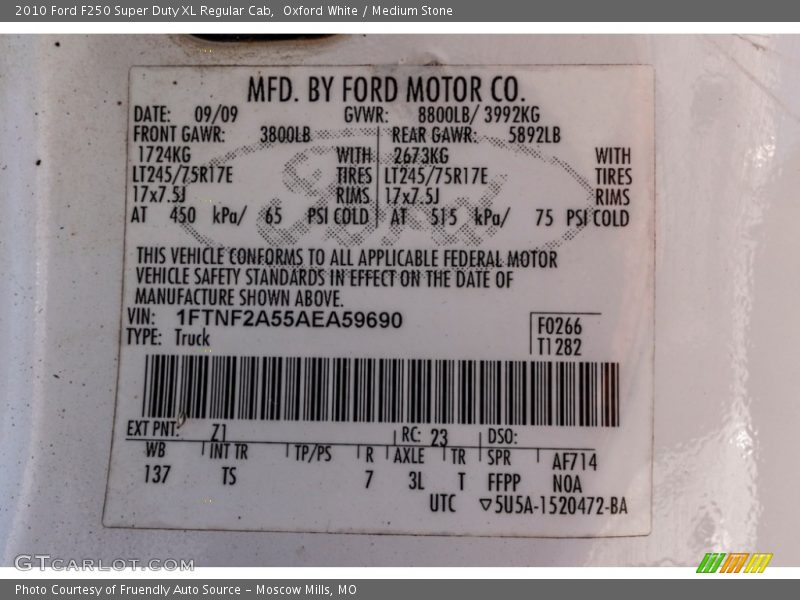 2010 Ford F250 Super Duty XL Regular Cab,  Oxford White / Medium Stone
MFD. BY FORD MOTOR CO.
DATE: 09/09 GVWR: 8800LB/ 3992KG
FRONT GAWR: 3800LB REAR GAWR: 5892LB
1724KG WITH 2673KG WITH
LT245/75R17E TIRES LT245/75R17E TIRES
17x7.5J RIMS 17x7.5J RIMS
AT 450 kPa/ 65 PSI COLD AT 515 kPa/ 75 PSI COLD
Ford
THIS VEHICLE CONFORMS TO ALL APPLICABLE FEDERAL MOTOR
VEHICLE SAFETY STANDARDS IN EFFECT ON THE DATE OF
MANUFACTURE SHOWN ABOVE.
VIN: 1FTNF2A55AEA59690
F0266
TYPE: Truck
T1282
EXT PNT: Z1 RC: 23 DSO:
WB INT TR TP/PS R AXLE TR SPR AF714
137 TS 7 3L T FFPP N0A
UTC ▽5U5A-1520472-BA
GTCarLot.com
Photo Courtesy of Fruendly Auto Source – Moscow Mills, MO